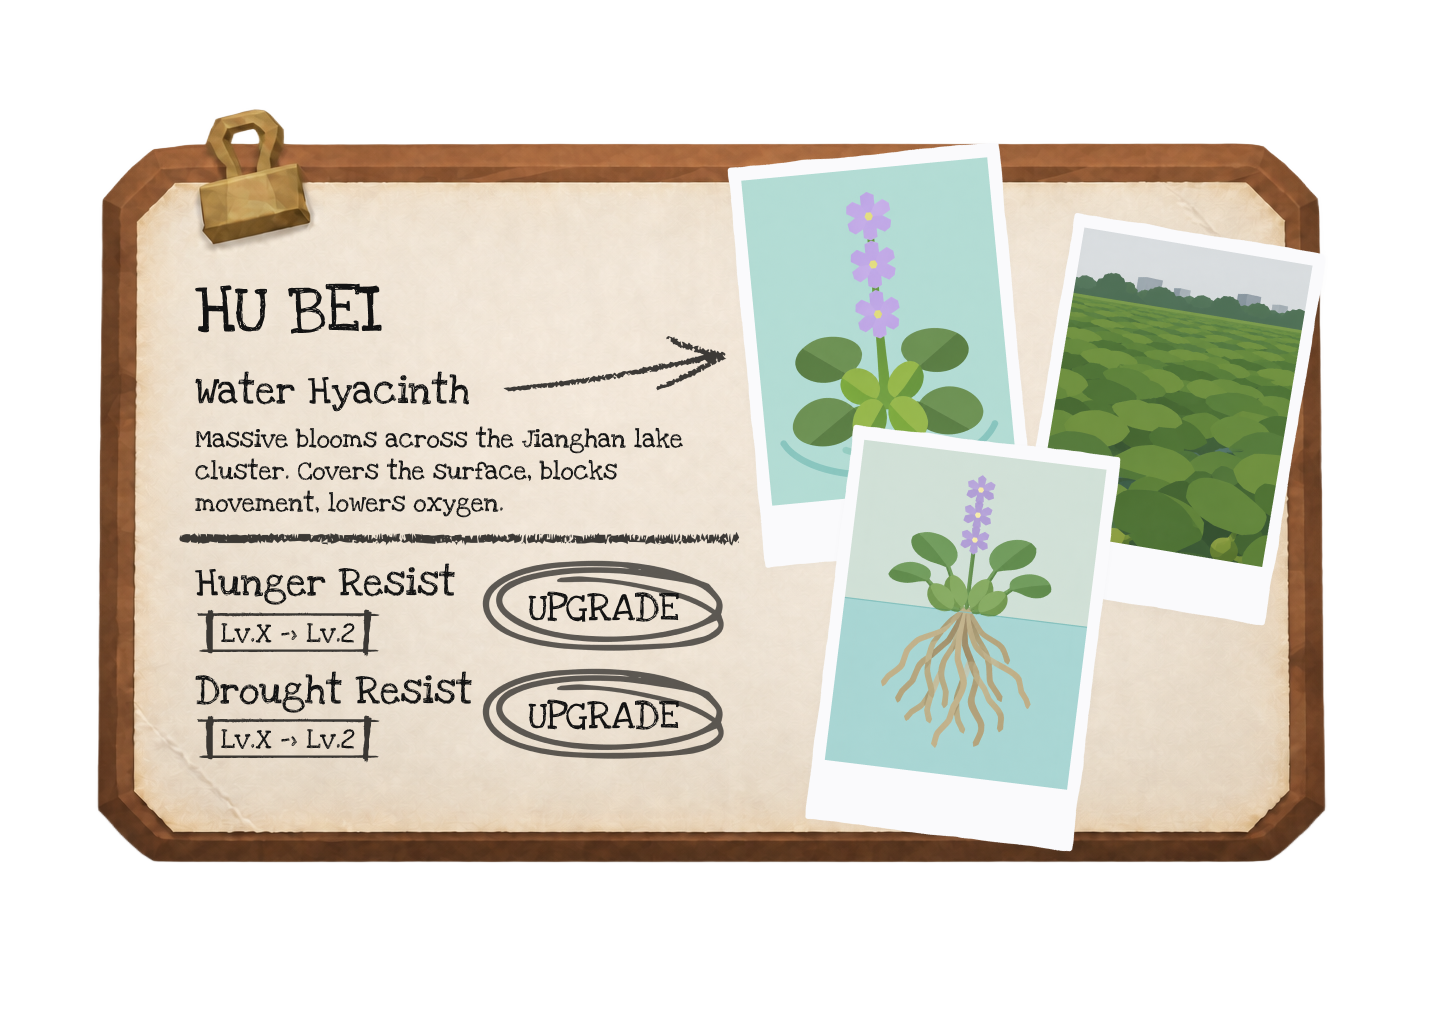 HU BEI
Water Hyacinth
Massive blooms across the Jianghan lake
cluster. Covers the surface, blocks
movement, lowers oxygen.
Hunger Resist
UPGRADE
Lv.X -> Lv.2
Drought Resist
UPGRADE
Lv.X -> Lv.2